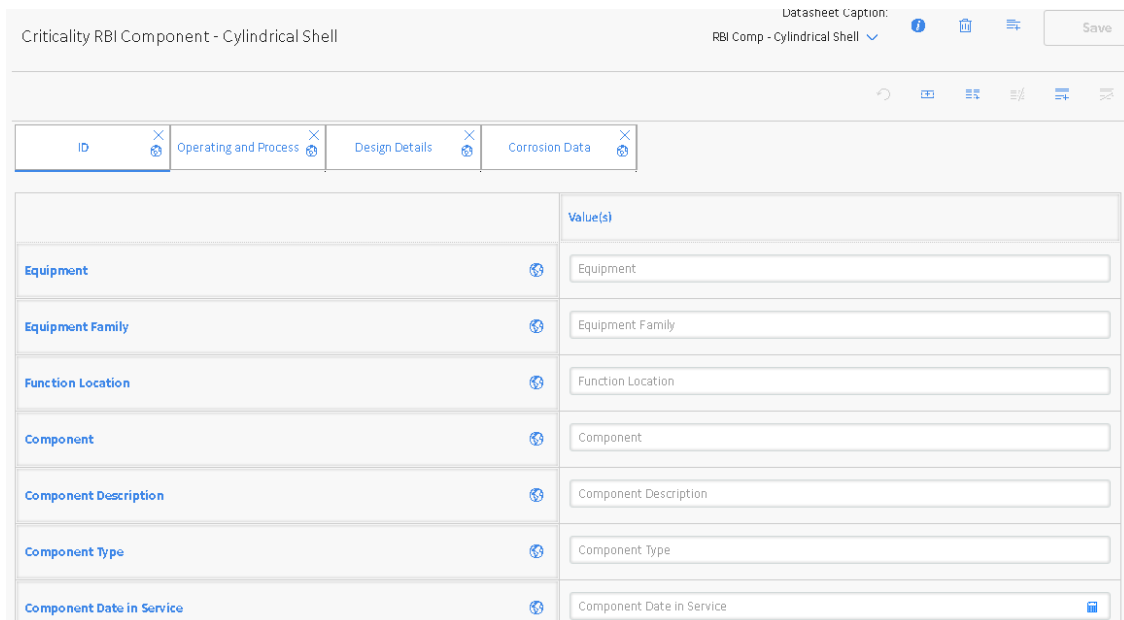 Datasheet Caption:
Criticality RBI Component - Cylindrical Shell
RBI Comp - Cylindrical Shell
Save
ID
Operating and Process
Design Details
Corrosion Data
Value(s)
Equipment
Equipment
Equipment Family
Equipment Family
Function Location
Function Location
Component
Component
Component Description
Component Description
Component Type
Component Type
Component Date in Service
Component Date in Service